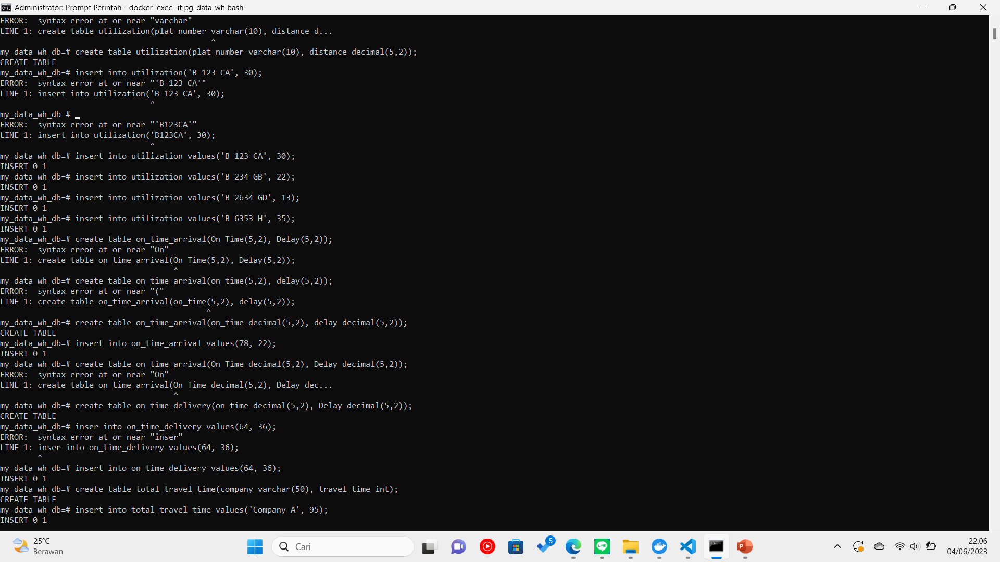 Administrator: Prompt Perintah - docker  exec -it pg_data_wh bash
ERROR:  syntax error at or near "varchar"
LINE 1: create table utilization(plat number varchar(10), distance d...
^
my_data_wh_db=# create table utilization(plat_number varchar(10), distance decimal(5,2));
CREATE TABLE
my_data_wh_db=# insert into utilization('B 123 CA', 30);
ERROR:  syntax error at or near "'B 123 CA'"
LINE 1: insert into utilization('B 123 CA', 30);
^
my_data_wh_db=#
ERROR:  syntax error at or near "'B123CA'"
LINE 1: insert into utilization('B123CA', 30);
^
my_data_wh_db=# insert into utilization values('B 123 CA', 30);
INSERT 0 1
my_data_wh_db=# insert into utilization values('B 234 GB', 22);
INSERT 0 1
my_data_wh_db=# insert into utilization values('B 2634 GD', 13);
INSERT 0 1
my_data_wh_db=# insert into utilization values('B 6353 H', 35);
INSERT 0 1
my_data_wh_db=# create table on_time_arrival(On Time(5,2), Delay(5,2));
ERROR:  syntax error at or near "On"
LINE 1: create table on_time_arrival(On Time(5,2), Delay(5,2));
^
my_data_wh_db=# create table on_time_arrival(on_time(5,2), delay(5,2));
ERROR:  syntax error at or near "("
LINE 1: create table on_time_arrival(on_time(5,2), delay(5,2));
^
my_data_wh_db=# create table on_time_arrival(on_time decimal(5,2), delay decimal(5,2));
CREATE TABLE
my_data_wh_db=# insert into on_time_arrival values(78, 22);
INSERT 0 1
my_data_wh_db=# create table on_time_arrival(On Time decimal(5,2), Delay decimal(5,2));
ERROR:  syntax error at or near "On"
LINE 1: create table on_time_arrival(On Time decimal(5,2), Delay dec...
^
my_data_wh_db=# create table on_time_delivery(on_time decimal(5,2), Delay decimal(5,2));
CREATE TABLE
my_data_wh_db=# inser into on_time_delivery values(64, 36);
ERROR:  syntax error at or near "inser"
LINE 1: inser into on_time_delivery values(64, 36);
^
my_data_wh_db=# insert into on_time_delivery values(64, 36);
INSERT 0 1
my_data_wh_db=# create table total_travel_time(company varchar(50), travel_time int);
CREATE TABLE
my_data_wh_db=# insert into total_travel_time values('Company A', 95);
INSERT 0 1
25°C
Berawan
Cari
5
LINE
P
22.06
04/06/2023